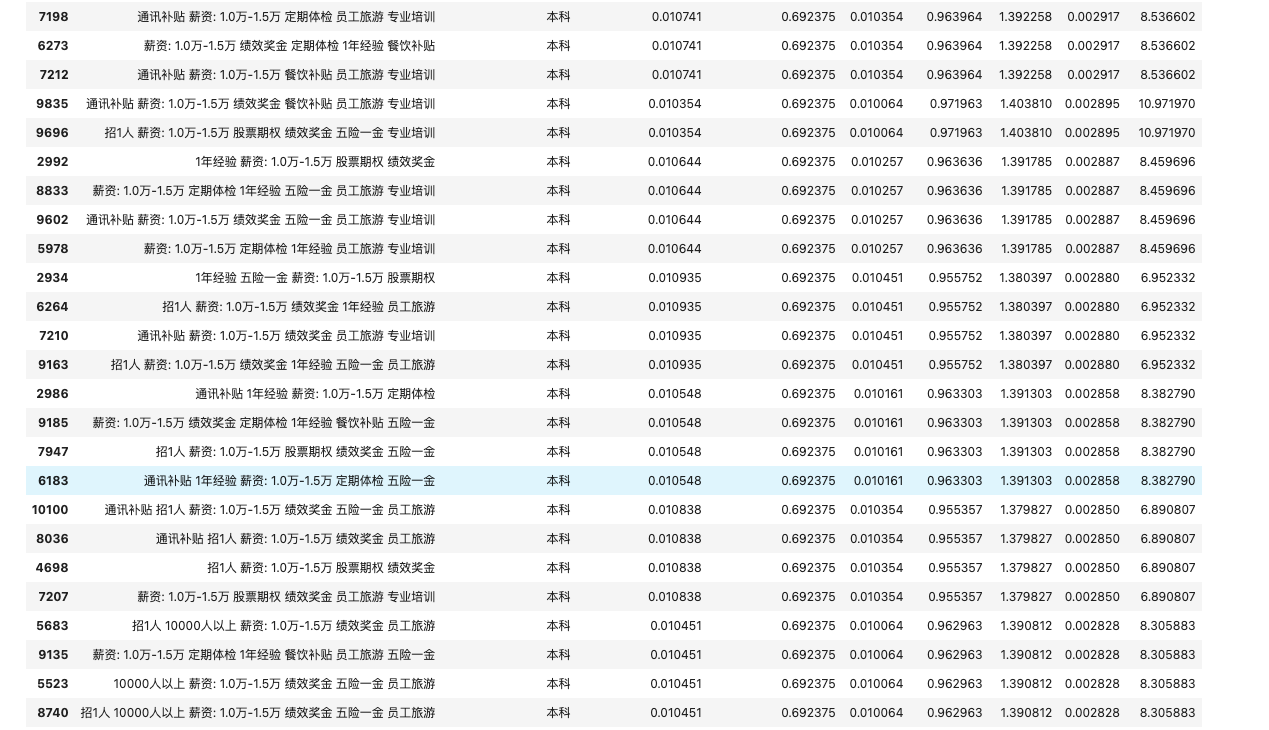 7198 通讯补贴 薪资: 1.0万-1.5万 定期体检 员工旅游 专业培训 本科 0.010741 0.692375 0.010354 0.963964 1.392258 0.002917 8.536602
6273 薪资: 1.0万-1.5万 绩效奖金 定期体检 1年经验 餐饮补贴 本科 0.010741 0.692375 0.010354 0.963964 1.392258 0.002917 8.536602
7212 通讯补贴 薪资: 1.0万-1.5万 餐饮补贴 员工旅游 专业培训 本科 0.010741 0.692375 0.010354 0.963964 1.392258 0.002917 8.536602
9835 通讯补贴 薪资: 1.0万-1.5万 绩效奖金 餐饮补贴 员工旅游 专业培训 本科 0.010354 0.692375 0.010064 0.971963 1.403810 0.002895 10.971970
9696 招1人 薪资: 1.0万-1.5万 股票期权 绩效奖金 五险一金 专业培训 本科 0.010354 0.692375 0.010064 0.971963 1.403810 0.002895 10.971970
2992 1年经验 薪资: 1.0万-1.5万 股票期权 绩效奖金 本科 0.010644 0.692375 0.010257 0.963636 1.391785 0.002887 8.459696
8833 薪资: 1.0万-1.5万 定期体检 1年经验 五险一金 员工旅游 专业培训 本科 0.010644 0.692375 0.010257 0.963636 1.391785 0.002887 8.459696
9602 通讯补贴 薪资: 1.0万-1.5万 绩效奖金 五险一金 员工旅游 专业培训 本科 0.010644 0.692375 0.010257 0.963636 1.391785 0.002887 8.459696
5978 薪资: 1.0万-1.5万 定期体检 1年经验 员工旅游 专业培训 本科 0.010644 0.692375 0.010257 0.963636 1.391785 0.002887 8.459696
2934 1年经验 五险一金 薪资: 1.0万-1.5万 股票期权 本科 0.010935 0.692375 0.010451 0.955752 1.380397 0.002880 6.952332
6264 招1人 薪资: 1.0万-1.5万 绩效奖金 1年经验 员工旅游 本科 0.010935 0.692375 0.010451 0.955752 1.380397 0.002880 6.952332
7210 通讯补贴 薪资: 1.0万-1.5万 绩效奖金 员工旅游 专业培训 本科 0.010935 0.692375 0.010451 0.955752 1.380397 0.002880 6.952332
9163 招1人 薪资: 1.0万-1.5万 绩效奖金 1年经验 五险一金 员工旅游 本科 0.010935 0.692375 0.010451 0.955752 1.380397 0.002880 6.952332
2986 通讯补贴 1年经验 薪资: 1.0万-1.5万 定期体检 本科 0.010548 0.692375 0.010161 0.963303 1.391303 0.002858 8.382790
9185 薪资: 1.0万-1.5万 绩效奖金 定期体检 1年经验 餐饮补贴 五险一金 本科 0.010548 0.692375 0.010161 0.963303 1.391303 0.002858 8.382790
7947 招1人 薪资: 1.0万-1.5万 股票期权 绩效奖金 五险一金 本科 0.010548 0.692375 0.010161 0.963303 1.391303 0.002858 8.382790
6183 通讯补贴 1年经验 薪资: 1.0万-1.5万 定期体检 五险一金 本科 0.010548 0.692375 0.010161 0.963303 1.391303 0.002858 8.382790
10100 通讯补贴 招1人 薪资: 1.0万-1.5万 绩效奖金 五险一金 员工旅游 本科 0.010838 0.692375 0.010354 0.955357 1.379827 0.002850 6.890807
8036 通讯补贴 招1人 薪资: 1.0万-1.5万 绩效奖金 员工旅游 本科 0.010838 0.692375 0.010354 0.955357 1.379827 0.002850 6.890807
4698 招1人 薪资: 1.0万-1.5万 股票期权 绩效奖金 本科 0.010838 0.692375 0.010354 0.955357 1.379827 0.002850 6.890807
7207 薪资: 1.0万-1.5万 股票期权 绩效奖金 员工旅游 专业培训 本科 0.010838 0.692375 0.010354 0.955357 1.379827 0.002850 6.890807
5683 招1人 10000人以上 薪资: 1.0万-1.5万 绩效奖金 员工旅游 本科 0.010451 0.692375 0.010064 0.962963 1.390812 0.002828 8.305883
9135 薪资: 1.0万-1.5万 定期体检 1年经验 餐饮补贴 员工旅游 五险一金 本科 0.010451 0.692375 0.010064 0.962963 1.390812 0.002828 8.305883
5523 10000人以上 薪资: 1.0万-1.5万 绩效奖金 五险一金 员工旅游 本科 0.010451 0.692375 0.010064 0.962963 1.390812 0.002828 8.305883
8740 招1人 10000人以上 薪资: 1.0万-1.5万 绩效奖金 五险一金 员工旅游 本科 0.010451 0.692375 0.010064 0.962963 1.390812 0.002828 8.305883